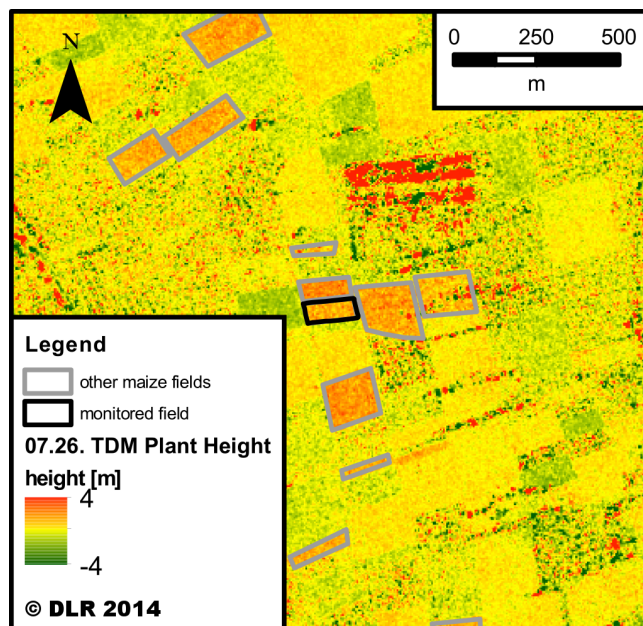 N
0 250 500
m
Legend
other maize fields
monitored field
07.26. TDM Plant Height
height [m]
4
-4
© DLR 2014